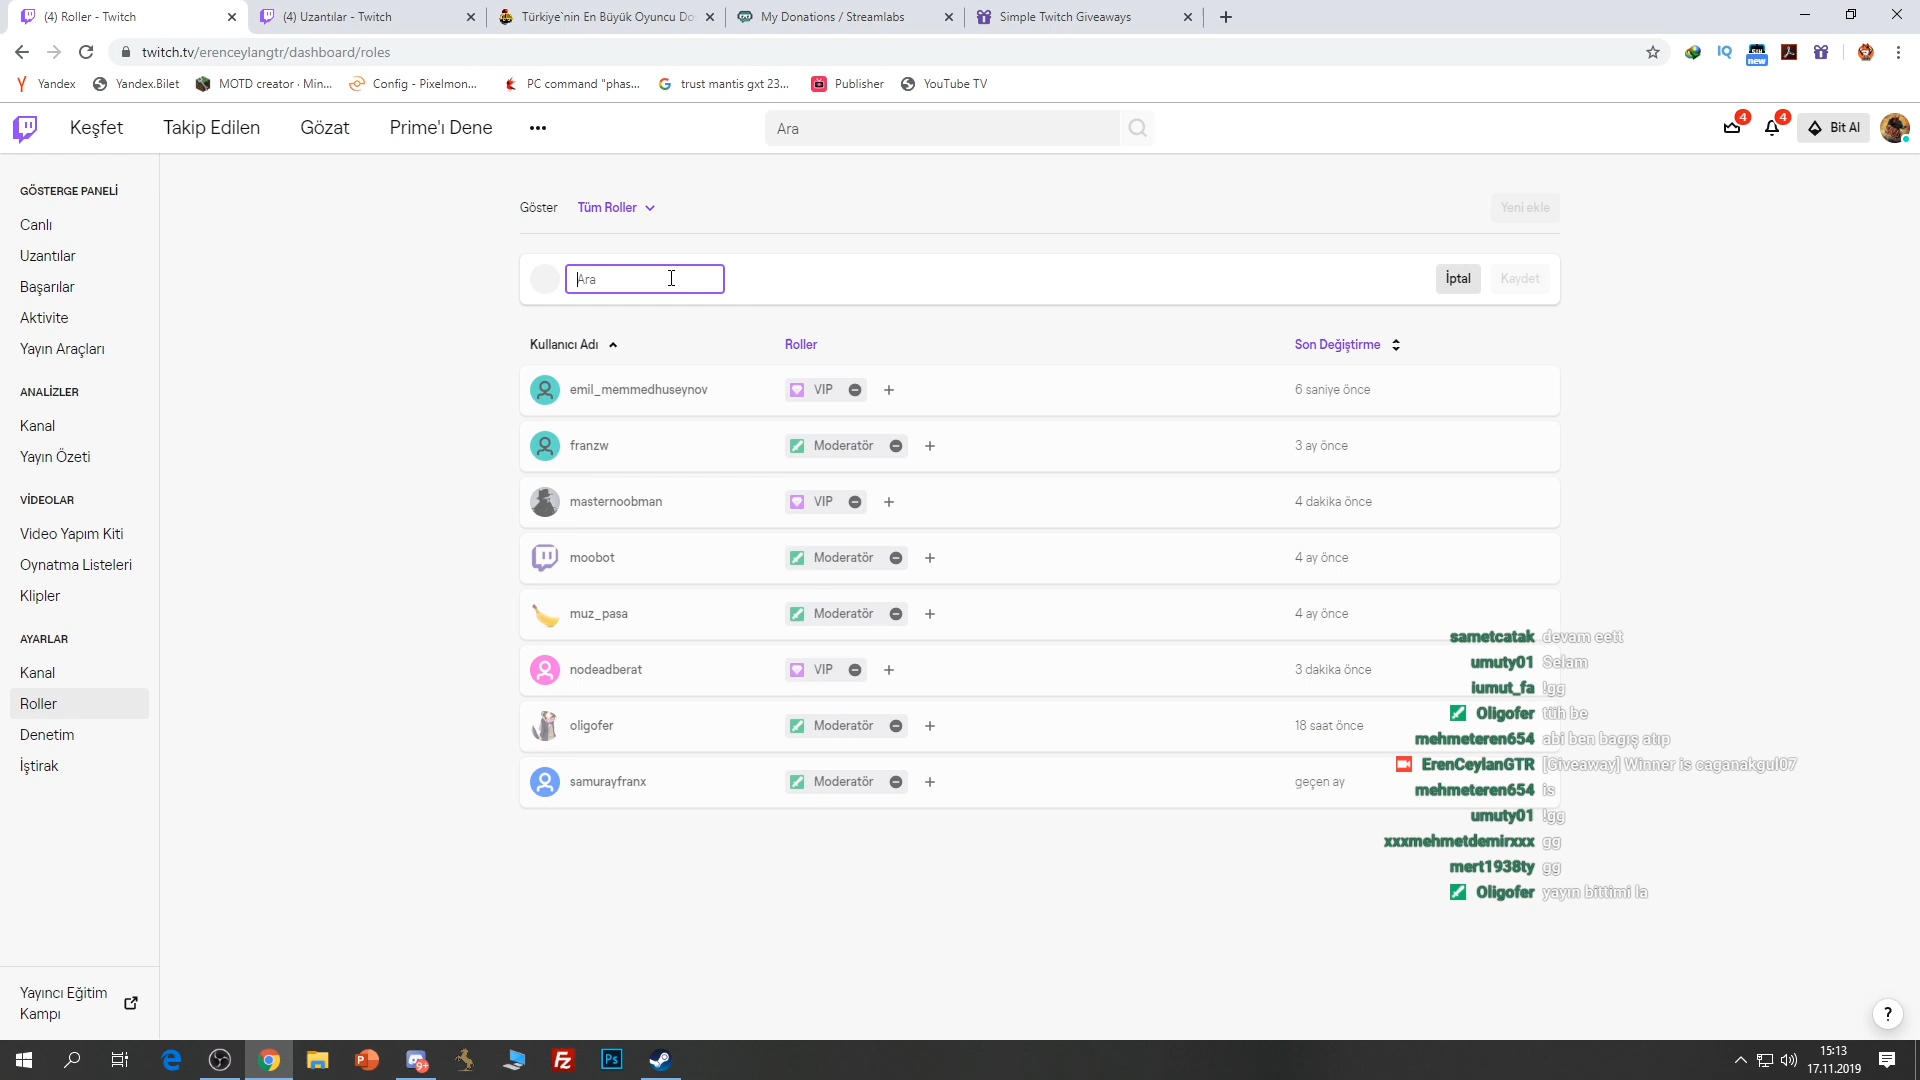 (4) Roller - Twitch
(4) Uzantılar - Twitch
Türkiye`nin En Büyük Oyuncu Do
My Donations / Streamlabs
Simple Twitch Giveaways
twitch.tv/erenceylangtr/dashboard/roles
IQ
new
Yandex
Yandex.Bilet
MOTD creator · Min...
Config - Pixelmon...
PC command "phas...
trust mantis gxt 23...
Publisher
YouTube TV
Keşfet
Takip Edilen
Gözat
Prime'ı Dene
Ara
4
4
Bit Al
GÖSTERGE PANELİ
Canlı
Uzantılar
Başarılar
Aktivite
Yayın Araçları
ANALİZLER
Kanal
Yayın Özeti
VİDEOLAR
Video Yapım Kiti
Oynatma Listeleri
Klipler
AYARLAR
Kanal
Roller
Denetim
İştirak
Yayıncı Eğitim
Kampı
Göster Tüm Roller
Yeni ekle
Ara
İptal
Kaydet
Kullanıcı Adı Roller Son Değiştirme
emil_memmedhuseynov VIP 6 saniye önce
franzw Moderatör 3 ay önce
masternoobman VIP 4 dakika önce
moobot Moderatör 4 ay önce
muz_pasa Moderatör 4 ay önce
nodeadberat VIP 3 dakika önce
oligofer Moderatör 18 saat önce
samurayfranx Moderatör geçen ay
sametcatak devam eett
umuty01 Selam
iumut_fa !gg
Oligofer tüh be
mehmeteren654 abi ben bagış atıp
ErenCeylanGTR [Giveaway] Winner is caganakgul07
mehmeteren654 is
umuty01 !gg
xxxmehmetdemirxxx gg
mert1938ty gg
Oligofer yayın bittimi la
?
9+
Ps
15:13
17.11.2019